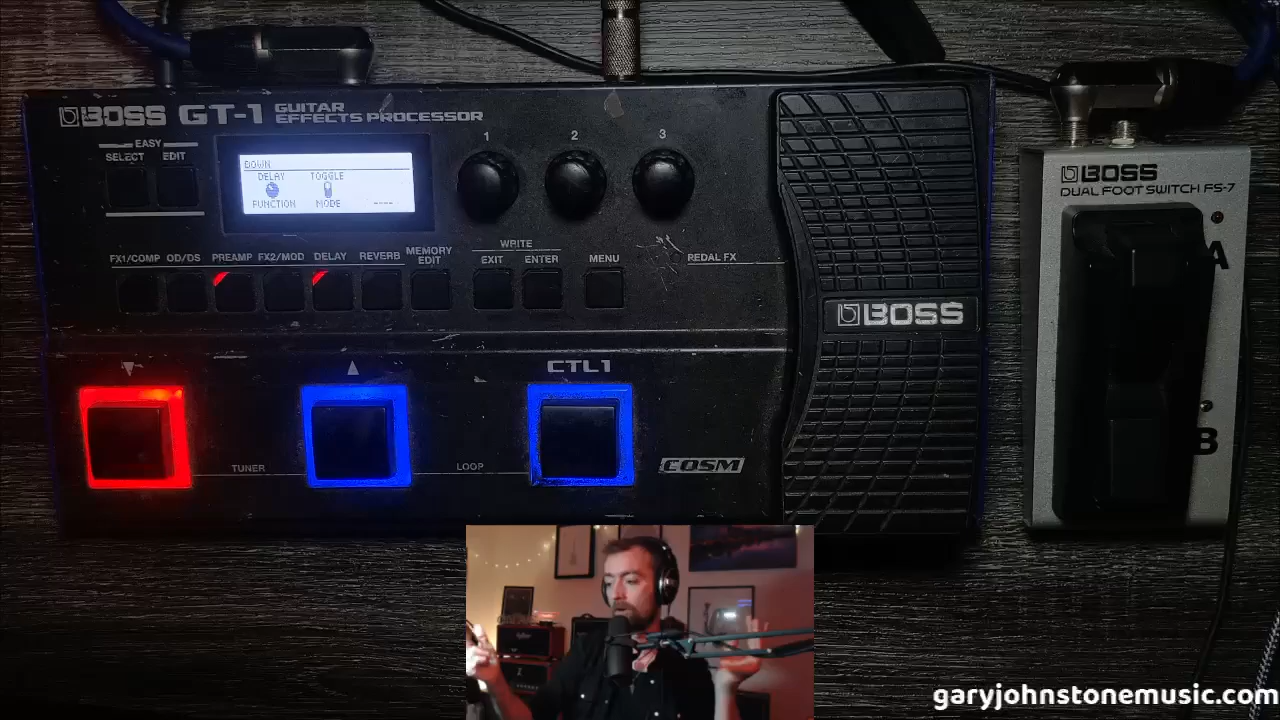 BOSS GT-1 GUITAR EFFECTS PROCESSOR
EASY
SELECT EDIT
DOWN
DELAY TOGGLE
FUNCTION MODE ----
1 2 3
FX1/COMP OD/DS PREAMP FX2/MOD DELAY REVERB MEMORY EDIT
WRITE
EXIT ENTER MENU
PEDAL FX
BOSS
CTL1
TUNER
LOOP
COSM
BOSS
DUAL FOOT SWITCH FS-7
A
B
garyjohnstonemusic.com